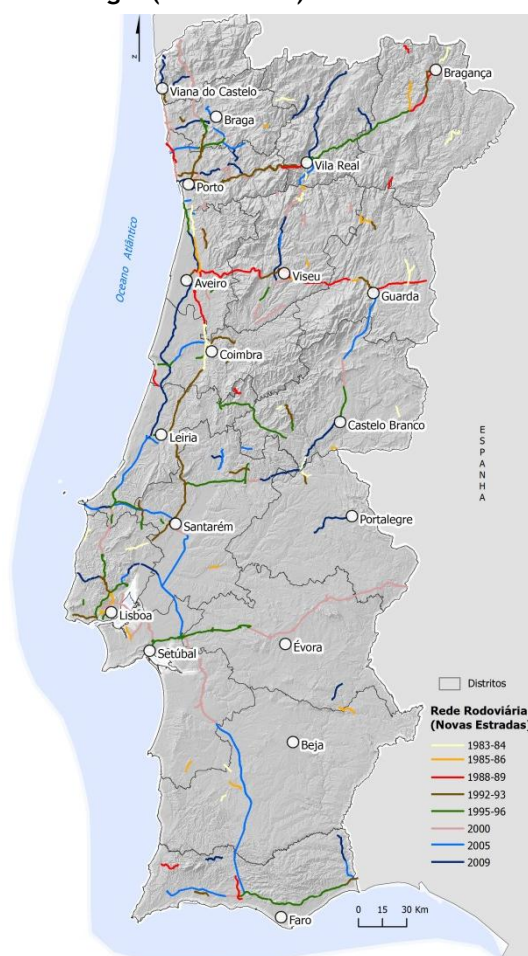 N
Bragança
Viana do Castelo
Braga
Vila Real
Porto
Oceano Atlântico
Aveiro
Viseu
Guarda
Coimbra
Castelo Branco
Leiria
ESPANHA
Portalegre
Santarém
Lisboa
Évora
Setúbal
Distritos
Rede Rodoviária
(Novas Estradas)
Beja
1983-84
1985-86
1988-89
1992-93
1995-96
2000
2005
2009
Faro
0 15 30 Km